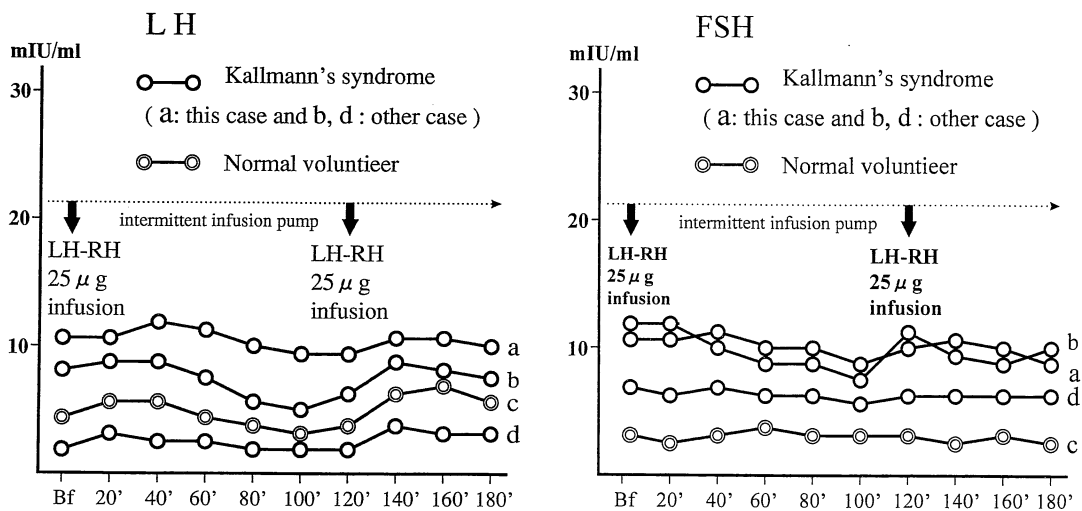 LH
mIU/ml
30
Kallmann's syndrome
( a: this case and b, d : other case )
Normal voluntieer
20
intermittent infusion pump
LH-RH
25 μ g
infusion
LH-RH
25 μ g
infusion
10
a
b
c
d
Bf 20' 40' 60' 80' 100' 120' 140' 160' 180'
FSH
mIU/ml
30
Kallmann's syndrome
( a: this case and b, d : other case )
Normal voluntieer
20
intermittent infusion pump
LH-RH
25 μ g
infusion
LH-RH
25 μ g
infusion
10
b
a
d
c
Bf 20' 40' 60' 80' 100' 120' 140' 160' 180'